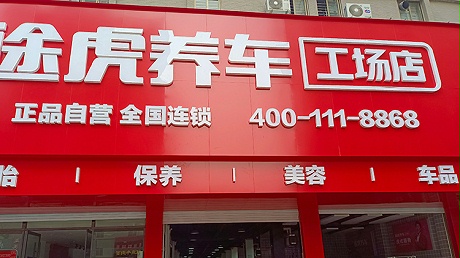 途虎养车 工场店
正品自营 全国连锁 400-111-8868
胎 | 保养 | 美容 | 车品